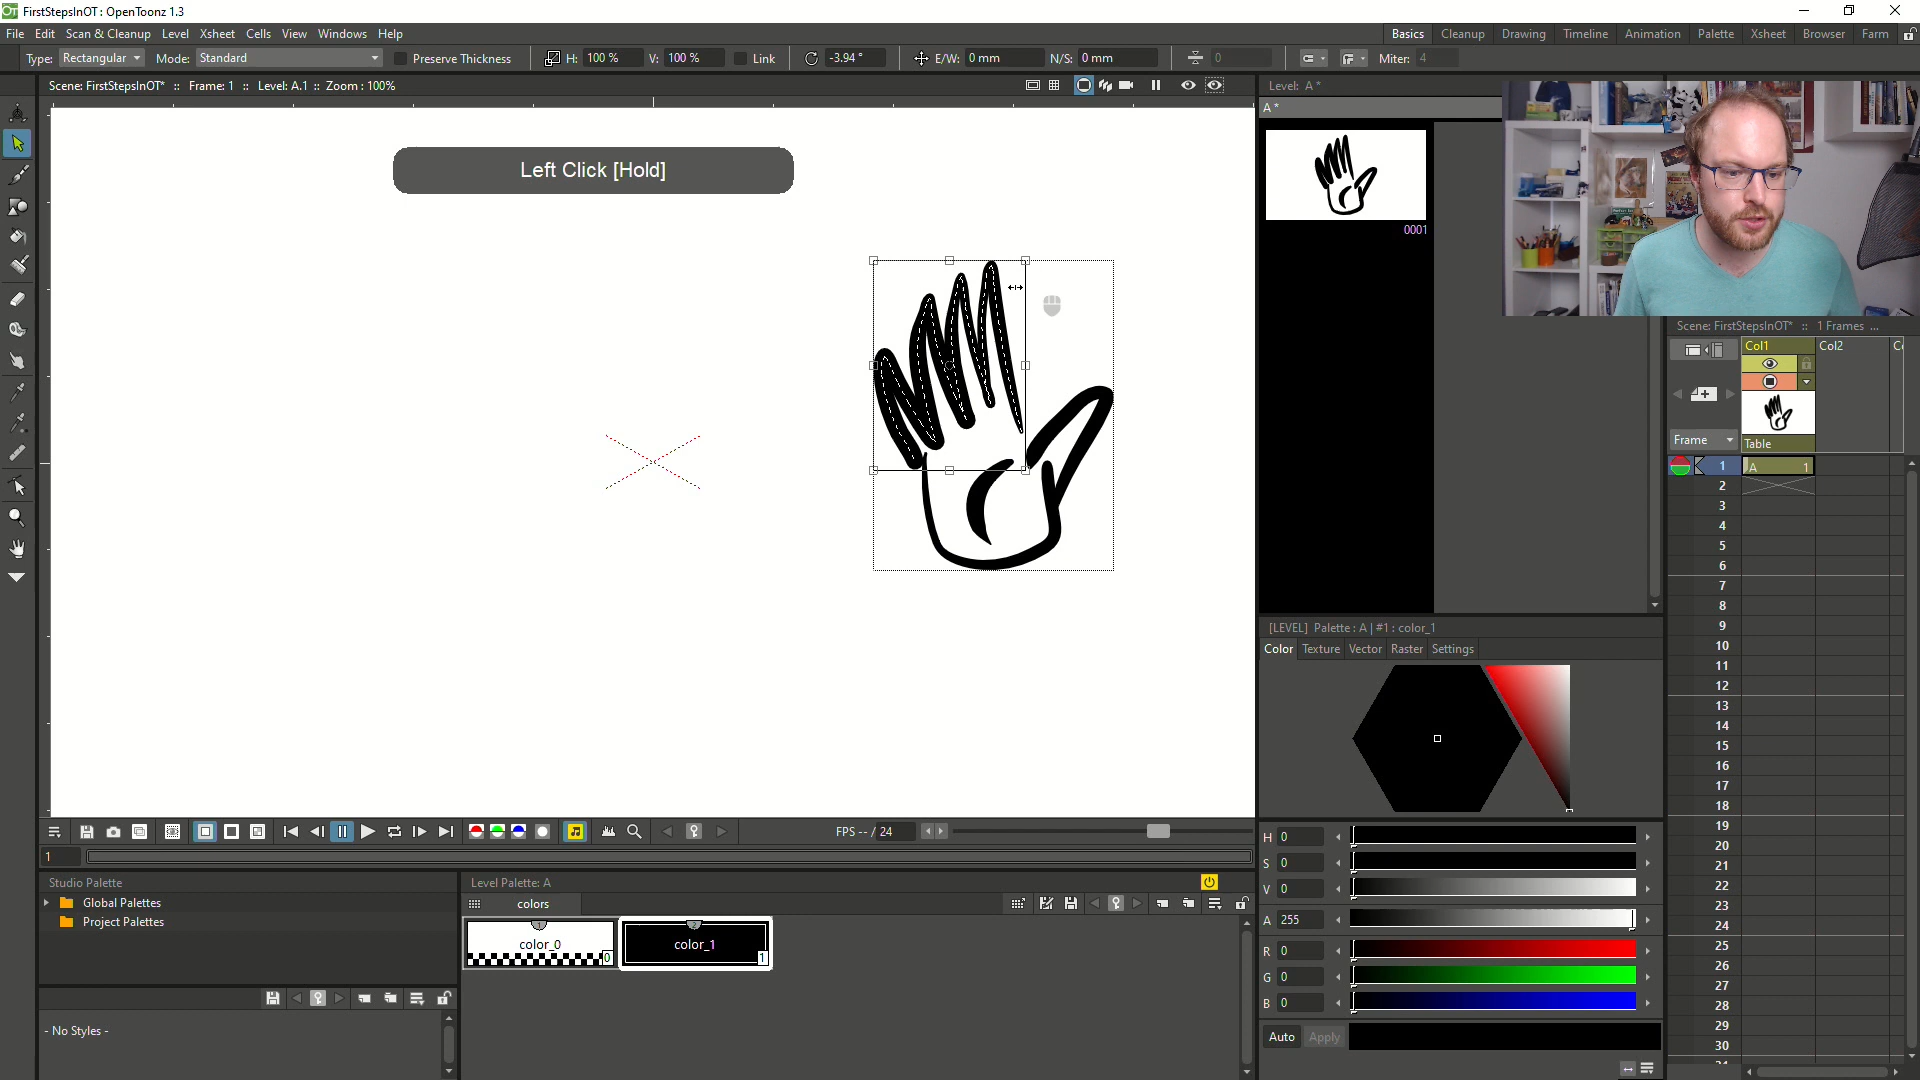 FirstStepsInOT : OpenToonz 1.3
File Edit Scan & Cleanup Level Xsheet Cells View Windows Help
Basics Cleanup Drawing Timeline Animation Palette Xsheet Browser Farm
Type: Rectangular Mode: Standard Preserve Thickness H: 100 % V: 100 % Link -3.94 ° E/W: 0 mm N/S: 0 mm 0 Miter: 4
Scene: FirstStepsInOT* :: Frame: 1 :: Level: A.1 :: Zoom : 100%
Level: A *
A *
Left Click [Hold]
0001
Scene: FirstStepsInOT* :: 1 Frames ...
Col1 Col2
Frame
Table
1 A 1
2
3
4
5
6
7
8
9
10
11
12
13
14
15
16
17
18
19
20
21
22
23
24
25
26
27
28
29
30
[LEVEL] Palette : A | #1 : color_1
Color Texture Vector Raster Settings
H 0
S 0
V 0
A 255
R 0
G 0
B 0
Auto Apply
FPS -- / 24
1
Studio Palette
Global Palettes
Project Palettes
- No Styles -
Level Palette: A
colors
1 color_0 0
2 color_1 1